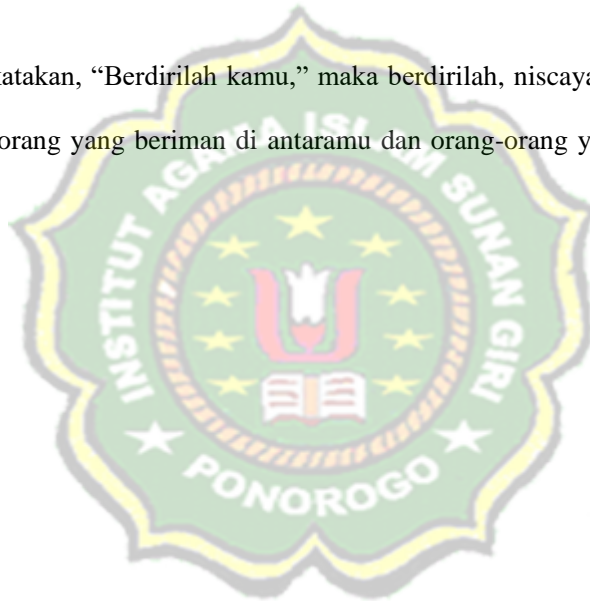 katakan, “Berdirilah kamu,” maka berdirilah, niscaya
orang yang beriman di antaramu dan orang-orang y
INSTITUT AGAMA ISLAM SUNAN GIRI
PONOROGO